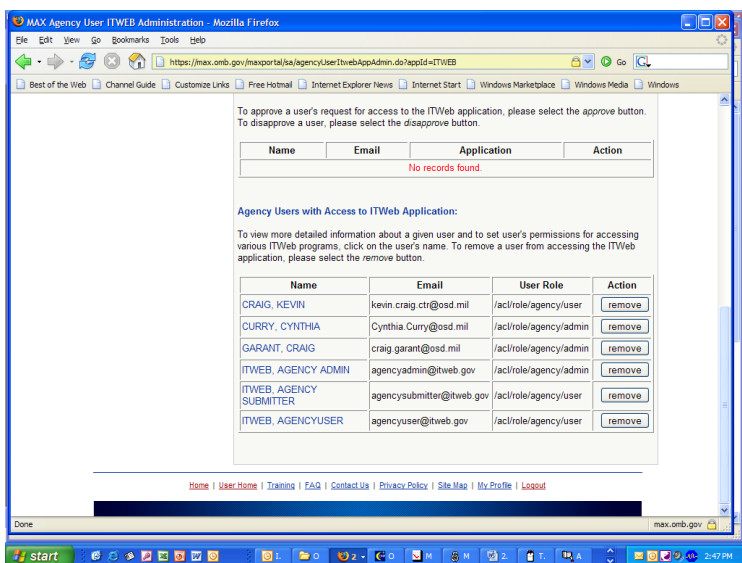 MAX Agency User ITWEB Administration - Mozilla Firefox
File Edit View Go Bookmarks Tools Help
https://max.omb.gov/maxportal/sa/agencyUserItwebAppAdmin.do?appId=ITWEB Go
Best of the Web Channel Guide Customize Links Free Hotmail Internet Explorer News Internet Start Windows Marketplace Windows Media Windows
To approve a user's request for access to the ITWeb application, please select the approve button.
To disapprove a user, please select the disapprove button.
Name Email Application Action
No records found.
Agency Users with Access to ITWeb Application:
To view more detailed information about a given user and to set user's permissions for accessing
various ITWeb programs, click on the user's name. To remove a user from accessing the ITWeb
application, please select the remove button.
Name Email User Role Action
CRAIG, KEVIN kevin.craig.ctr@osd.mil /acl/role/agency/user remove
CURRY, CYNTHIA Cynthia.Curry@osd.mil /acl/role/agency/admin remove
GARANT, CRAIG craig.garant@osd.mil /acl/role/agency/admin remove
ITWEB, AGENCY ADMIN agencyadmin@itweb.gov /acl/role/agency/admin remove
ITWEB, AGENCY
SUBMITTER agencysubmitter@itweb.gov /acl/role/agency/user remove
ITWEB, AGENCYUSER agencyuser@itweb.gov /acl/role/agency/user remove
Home | User Home | Training | FAQ | Contact Us | Privacy Policy | Site Map | My Profile | Logout
Done max.omb.gov
start 1. O 2 O M M 2. T. A 2:47 PM